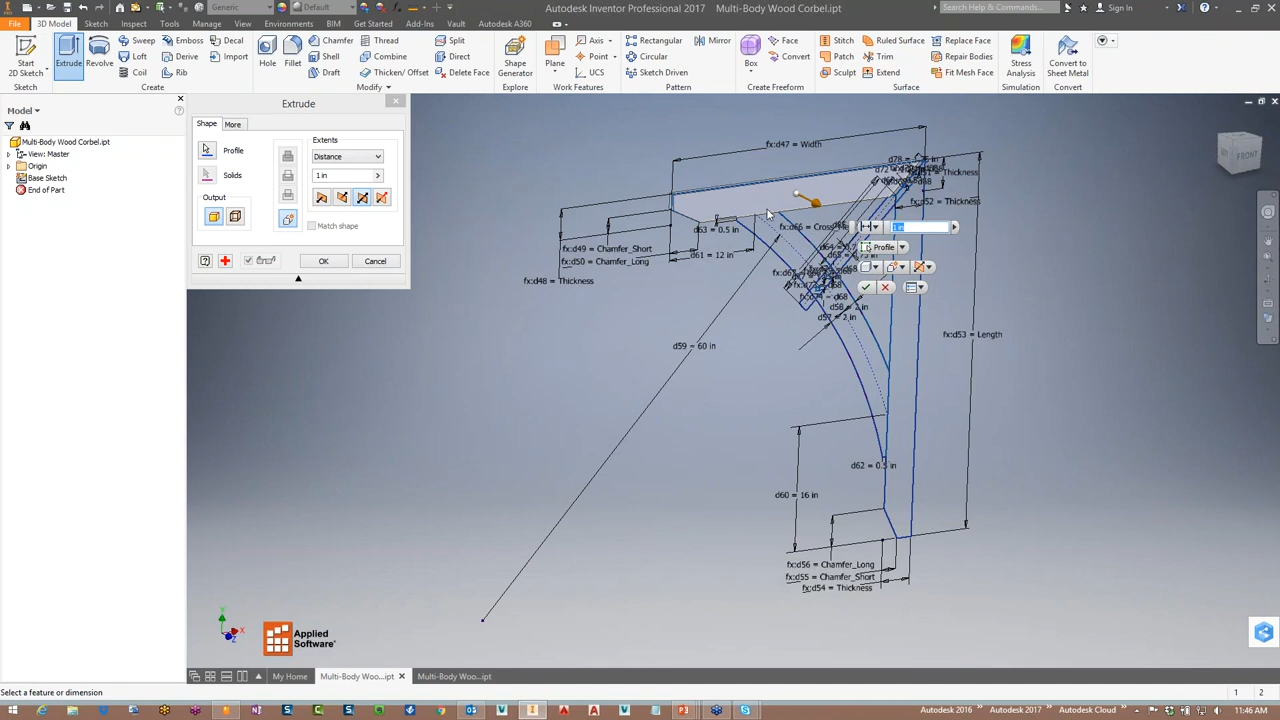 Generic
Default
Autodesk Inventor Professional 2017  Multi-Body Wood Corbel.ipt
Search Help & Commands...
Sign In
File
3D Model
Sketch
Inspect
Tools
Manage
View
Environments
BIM
Get Started
Add-Ins
Vault
Autodesk A360
Start
2D Sketch
Extrude
Revolve
Sweep
Loft
Coil
Emboss
Derive
Rib
Decal
Import
Hole
Fillet
Chamfer
Shell
Draft
Thread
Combine
Thicken/ Offset
Split
Direct
Delete Face
Shape
Generator
Plane
Axis
Point
UCS
Rectangular
Circular
Sketch Driven
Mirror
Box
Face
Convert
Stitch
Patch
Sculpt
Ruled Surface
Trim
Extend
Replace Face
Repair Bodies
Fit Mesh Face
Stress
Analysis
Convert to
Sheet Metal
Sketch
Create
Modify
Explore
Work Features
Pattern
Create Freeform
Surface
Simulation
Convert
Model
Multi-Body Wood Corbel.ipt
View: Master
Origin
Base Sketch
End of Part
Extrude
Shape
More
Profile
Solids
Output
Extents
Distance
1 in
Match shape
OK
Cancel
fx:d47 = Width
= Thickness
fx:d52 = Thickness
d63 = 0.5 in
fx:d49 = Chamfer_Short
fx:d50 = Chamfer_Long
d61 = 12 in
fx:d48 = Thickness
1 in
Profile
d58 = 2 in
d57 = 2 in
d59 = 60 in
fx:d53 = Length
d62 = 0.5 in
d60 = 16 in
fx:d56 = Chamfer_Long
fx:d55 = Chamfer_Short
fx:d54 = Thickness
FRONT
Y
X
Z
Applied
Software
My Home
Multi-Body Woo...ipt
Multi-Body Woo...ipt
Select a feature or dimension
1
2
Autodesk 2016
Autodesk 2017
Autodesk Cloud
11:46 AM